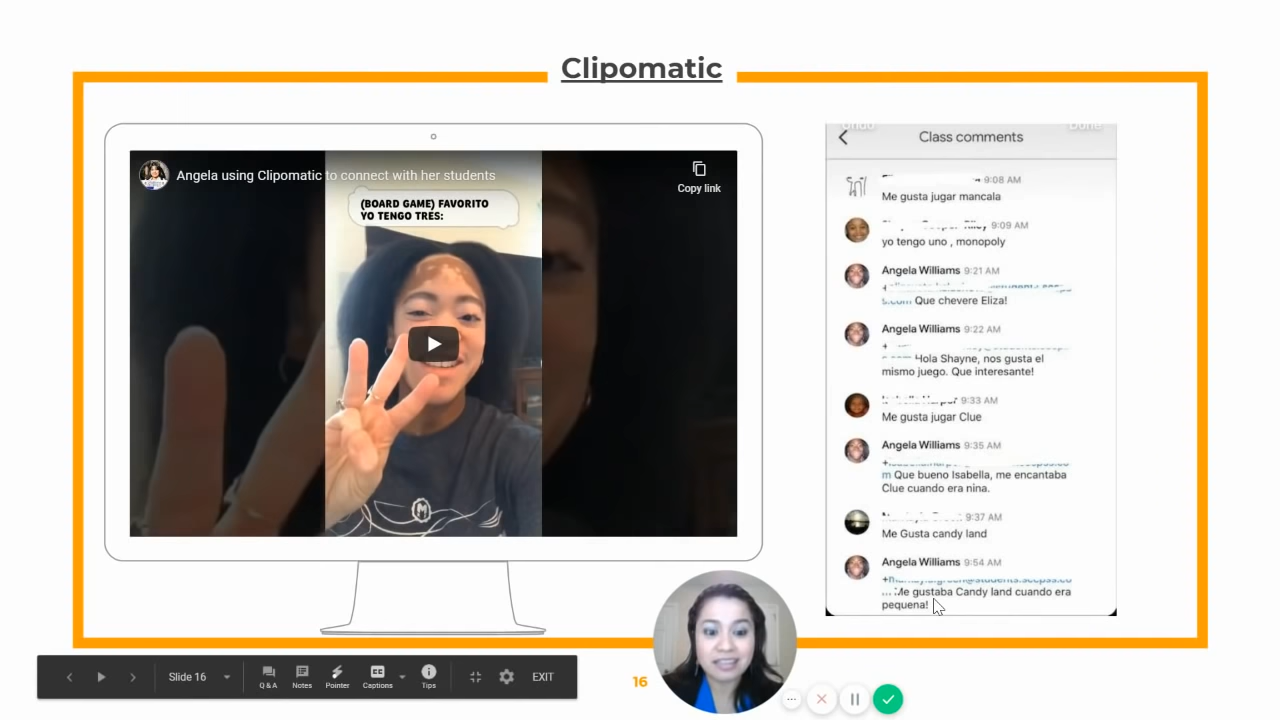 Clipomatic
Angela using Clipomatic to connect with her students
Copy link
(BOARD GAME) FAVORITO
YO TENGO TRES:
Undo
Done
Class comments
9:08 AM
Me gusta jugar mancala
9:09 AM
yo tengo uno , monopoly
Angela Williams 9:21 AM
s.com Que chevere Eliza!
Angela Williams 9:22 AM
Hola Shayne, nos gusta el
mismo juego. Que interesante!
9:33 AM
Me gusta jugar Clue
Angela Williams 9:35 AM
m Que bueno Isabella, me encantaba
Clue cuando era nina.
9:37 AM
Me Gusta candy land
Angela Williams 9:54 AM
... Me gustaba Candy land cuando era
pequena!
Slide 16
Q & A
Notes
Pointer
CC
Captions
Tips
EXIT
16